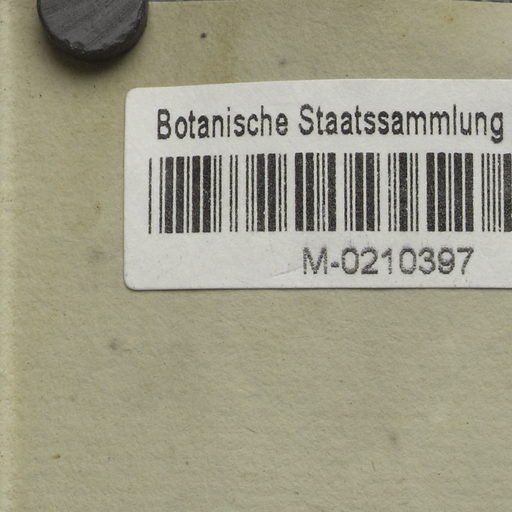 Botanische Staatssammlung
M-0210397